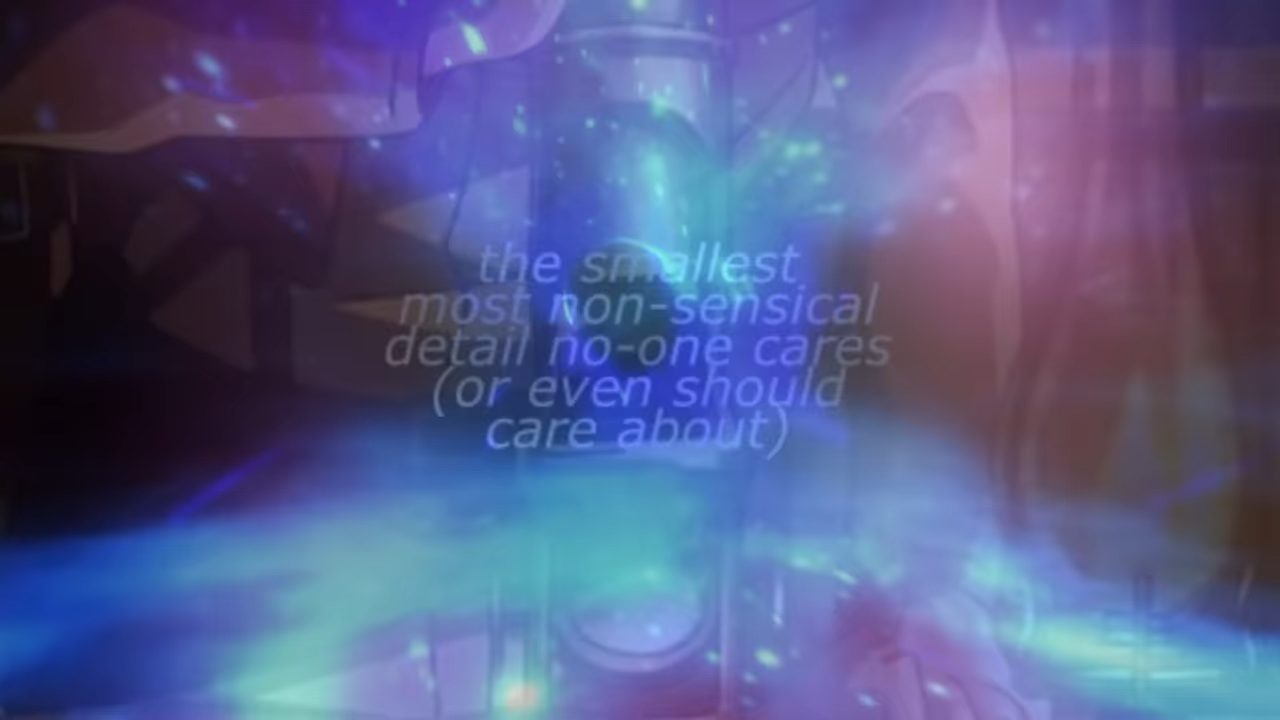 the smallest
most non-sensical
detail no-one cares
(or even should
care about)